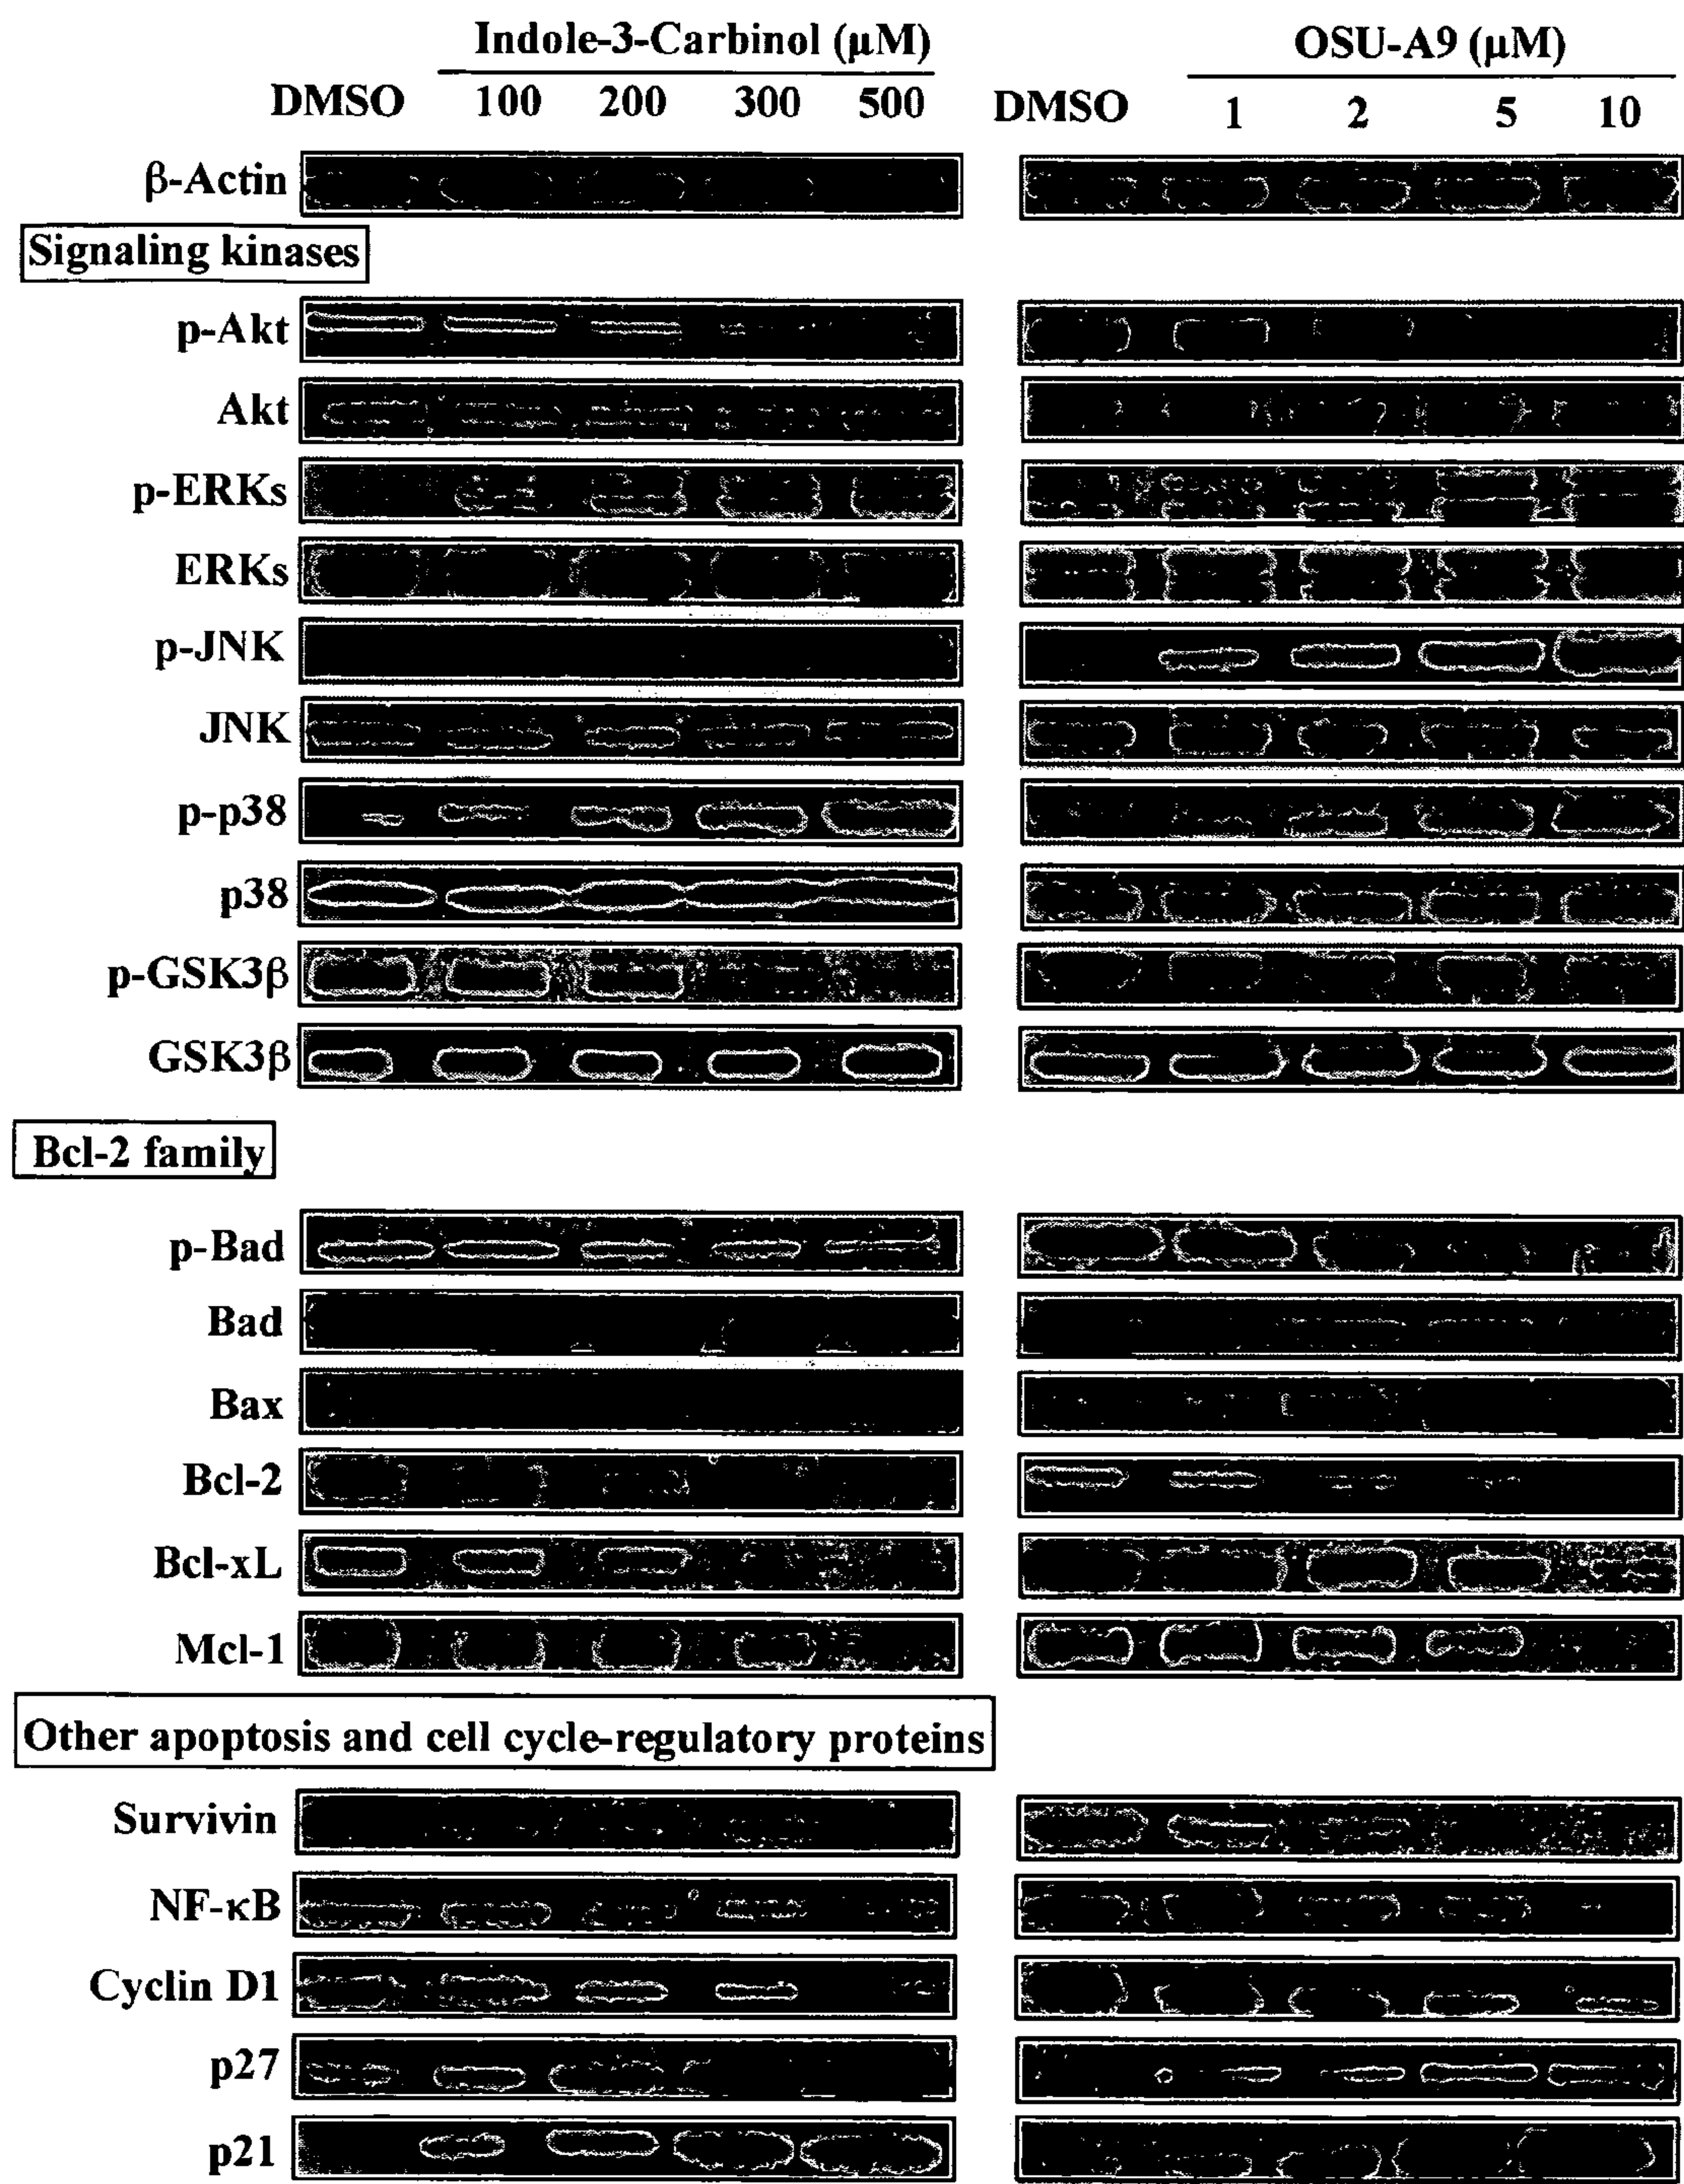 Indole-3-Carbinol (µM) OSU-A9 (µM)
DMSO 100 200 300 500 DMSO 1 2 5 10
β-Actin
Signaling kinases
p-Akt
Akt
p-ERKs
ERKs
p-JNK
JNK
p-p38
p38
p-GSK3β
GSK3β
Bcl-2 family
p-Bad
Bad
Bax
Bcl-2
Bcl-xL
Mcl-1
Other apoptosis and cell cycle-regulatory proteins
Survivin
NF-κB
Cyclin D1
p27
p21